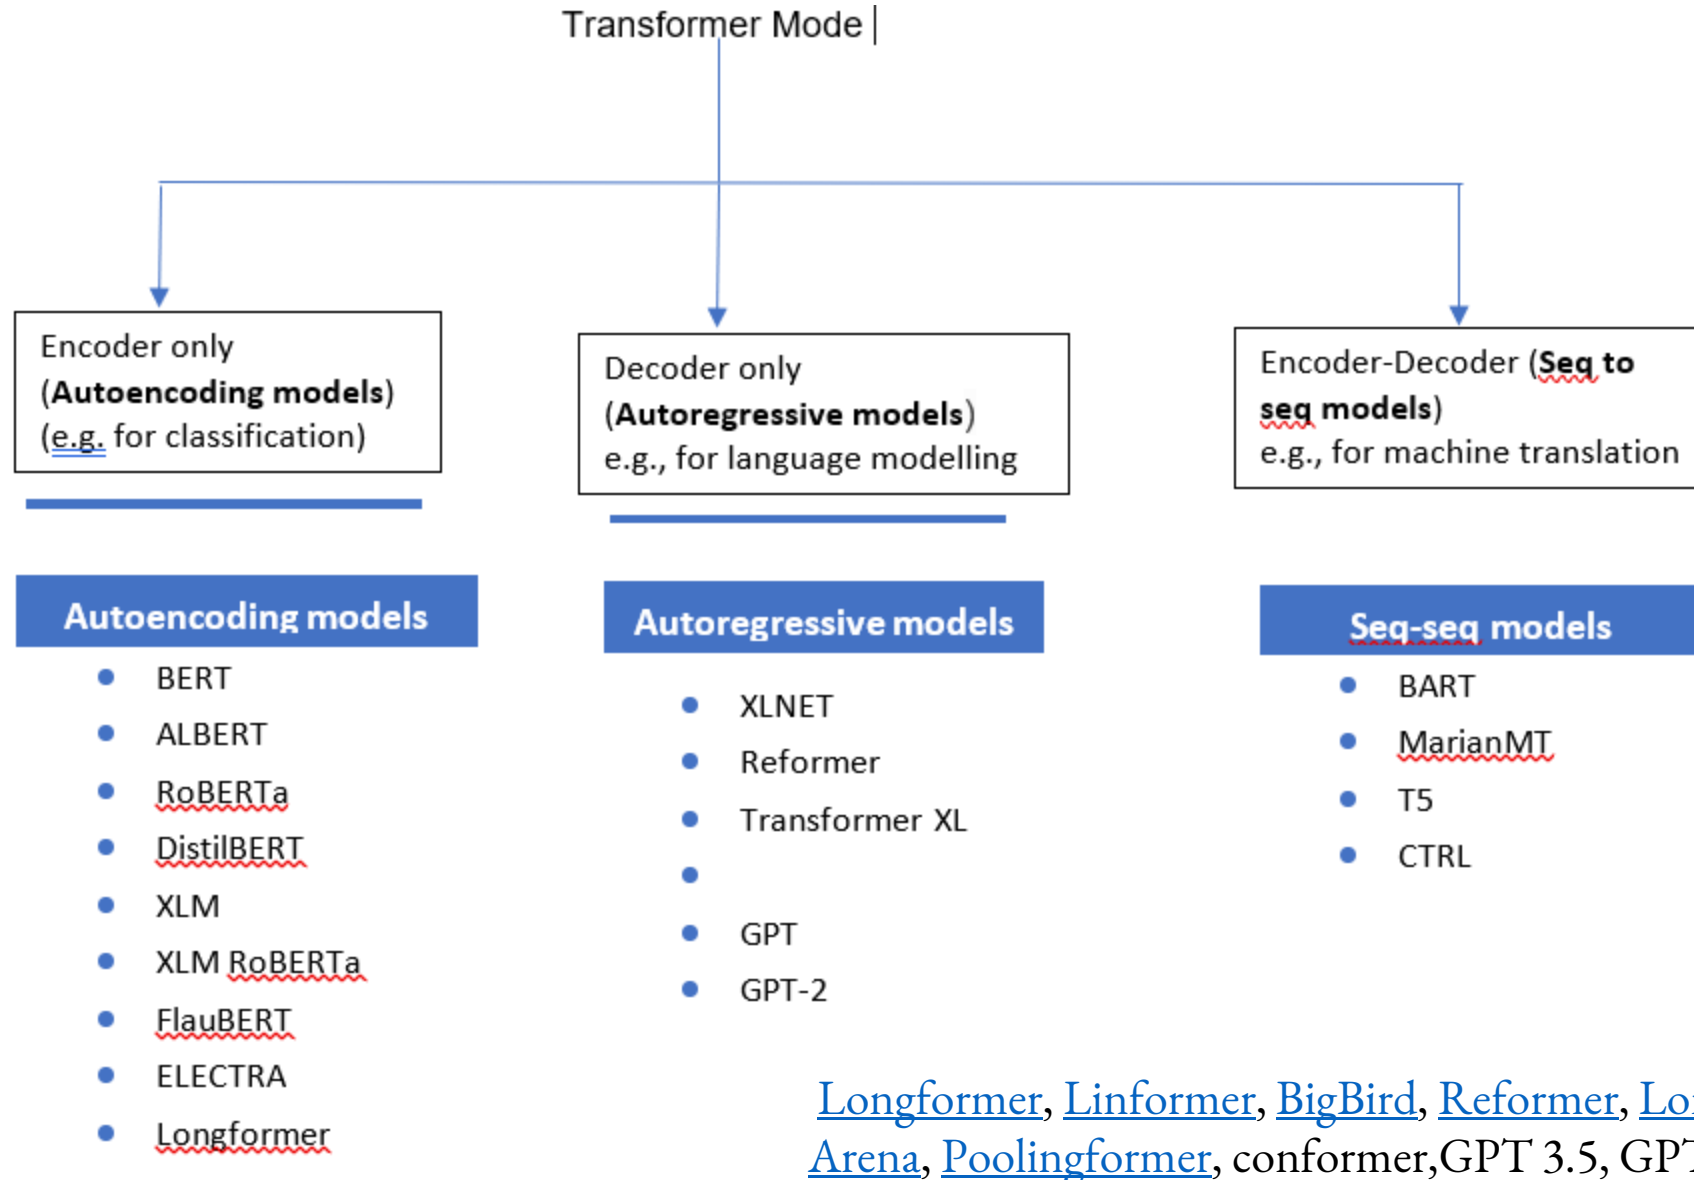 Transformer Mode
Encoder only
(Autoencoding models)
(e.g. for classification)
Decoder only
(Autoregressive models)
e.g., for language modelling
Encoder-Decoder (Seq to
seq models)
e.g., for machine translation
Autoencoding models
BERT
ALBERT
RoBERTa
DistilBERT
XLM
XLM RoBERTa
FlauBERT
ELECTRA
Longformer
Autoregressive models
XLNET
Reformer
Transformer XL
GPT
GPT-2
Seq-seq models
BART
MarianMT
T5
CTRL
Longformer, Linformer, BigBird, Reformer,
Arena, Poolingformer, conformer,GPT 3.5,